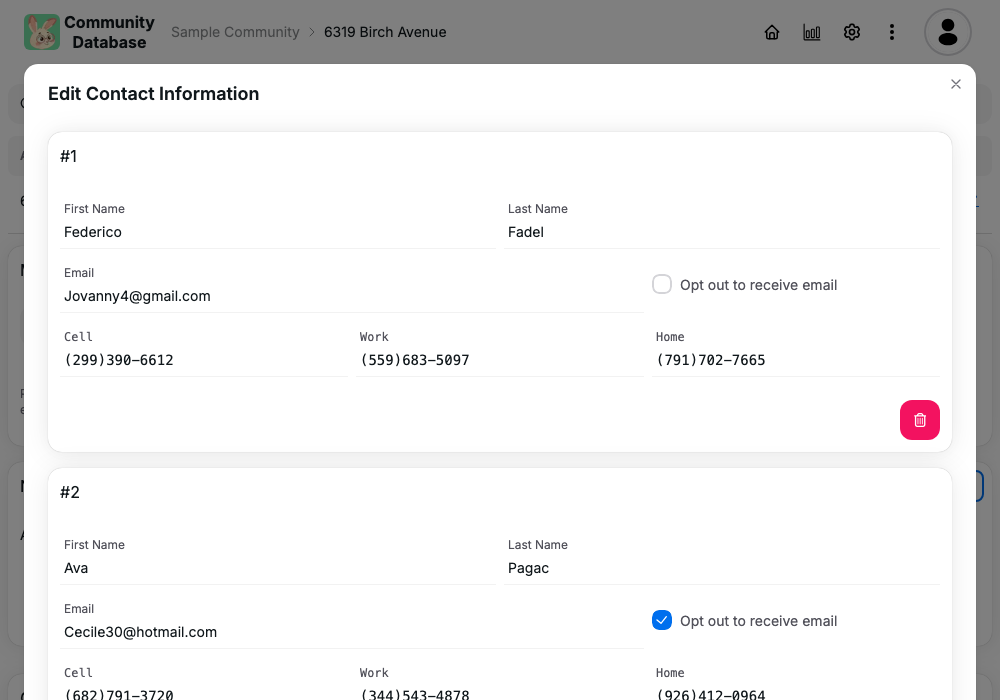 Community
Database
Sample Community > 6319 Birch Avenue
Edit Contact Information
#1
First Name
Last Name
Federico
Fadel
Email
Jovanny4@gmail.com
Opt out to receive email
Cell
Work
Home
(299)390-6612
(559)683-5097
(791)702-7665
#2
First Name
Last Name
Ava
Pagac
Email
Cecile30@hotmail.com
Opt out to receive email
Cell
Work
Home
(682)791-3720
(344)543-4878
(926)412-0964